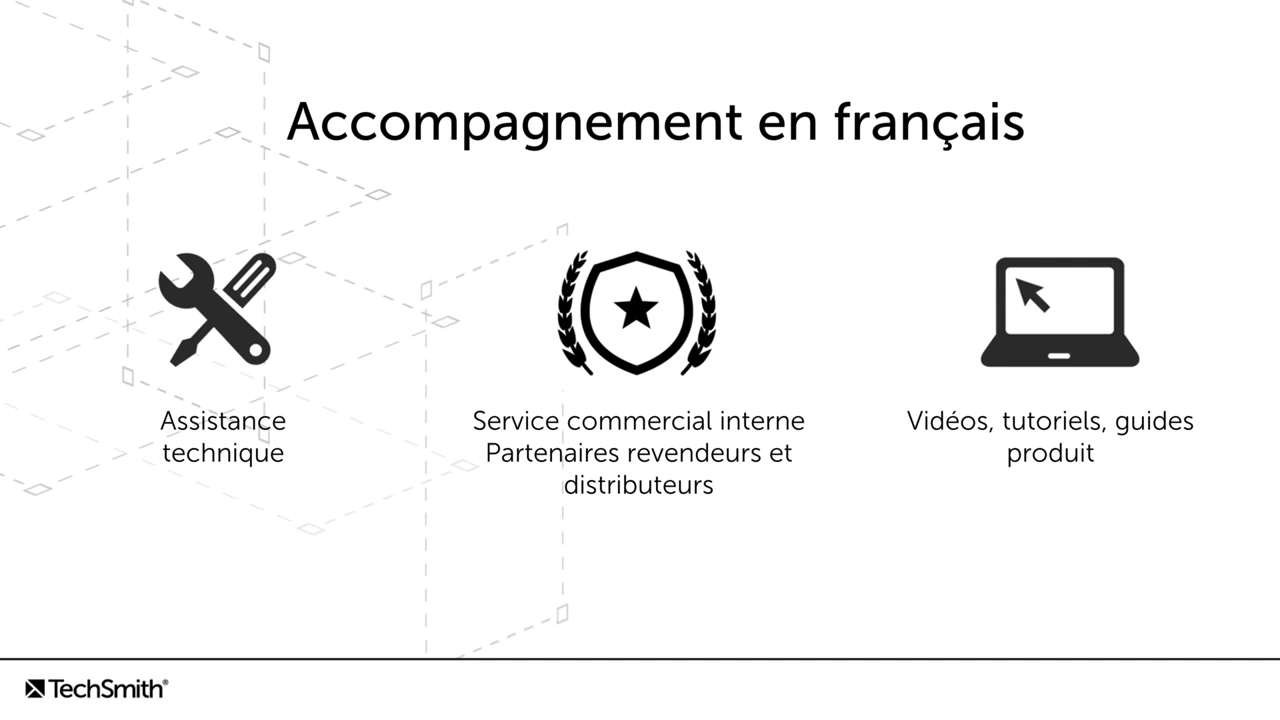 Accompagnement en français
Assistance
technique
Service commercial interne
Partenaires revendeurs et
distributeurs
Vidéos, tutoriels, guides
produit
TechSmith®